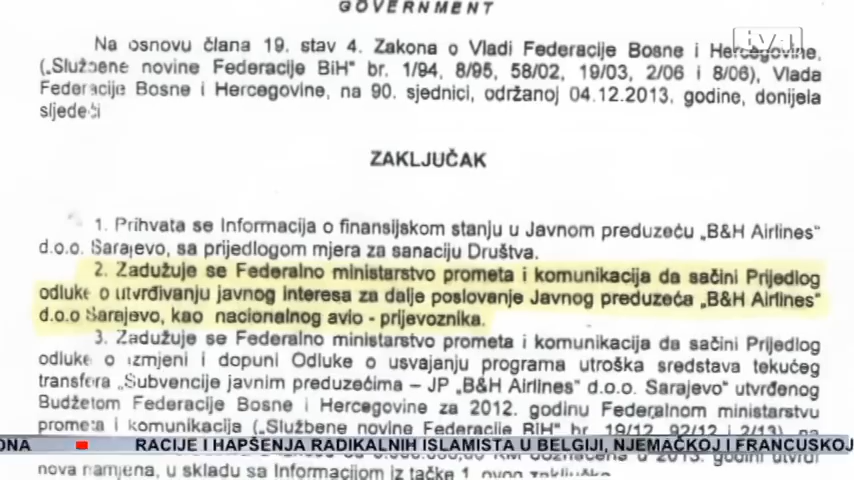 GOVERNMENT
tv1
Na osnovu člana 19. stav 4. Zakona o Vladi Federacije Bosne i Hercegovine,
(„Službene novine Federacije BiH" br. 1/94, 8/95, 58/02, 19/03, 2/06 i 8/06), Vlada
Federacije Bosne i Hercegovine, na 90. sjednici, održanoj 04.12.2013. godine, donijela
sljedeći
ZAKLJUČAK
1. Prihvata se Informacija o finansijskom stanju u Javnom preduzeću „B&H Airlines"
d.o.o. Sarajevo, sa prijedlogom mjera za sanaciju Društva.
2. Zadužuje se Federalno ministarstvo prometa i komunikacija da sačini Prijedlog
odluke o utvrđivanju javnog interesa za dalje poslovanje Javnog preduzeća „B&H Airlines"
d.o.o Sarajevo, kao nacionalnog avio - prijevoznika.
3. Zadužuje se Federalno ministarstvo prometa i komunikacija da sačini Prijedlog
odluke o izmjeni i dopuni Odluke o usvajanju programa utroška sredstava tekućeg
transfera „Subvencije javnim preduzećima – JP „B&H Airlines" d.o.o. Sarajevo" utvrđenog
Budžetom Federacije Bosne i Hercegovine za 2012. godinu Federalnom ministarstvu
prometa i komunikacija („Službene novine Federacije BiH" br. 19/12, 92/12 i 2/13), na
ONA RACIJE I HAPŠENJA RADIKALNIH ISLAMISTA U BELGIJI, NJEMAČKOJ I FRANCUSKOJ
KM doznačena u 2013. godini utvrdi
nova namjena, u skladu sa Informacijom iz tačke 1. ovog zaključka